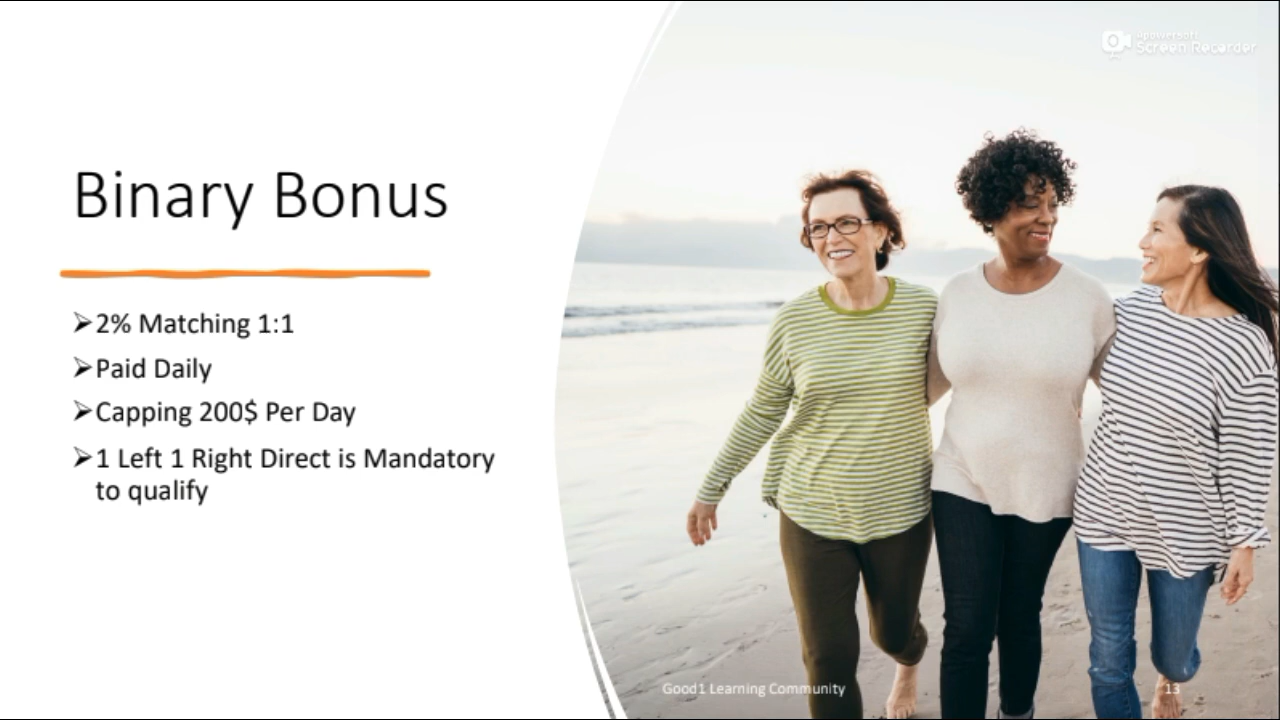 Apowersoft
Screen Recorder
Binary Bonus
➢2% Matching 1:1
➢Paid Daily
➢Capping 200$ Per Day
➢1 Left 1 Right Direct is Mandatory
to qualify
Good1 Learning Community
13